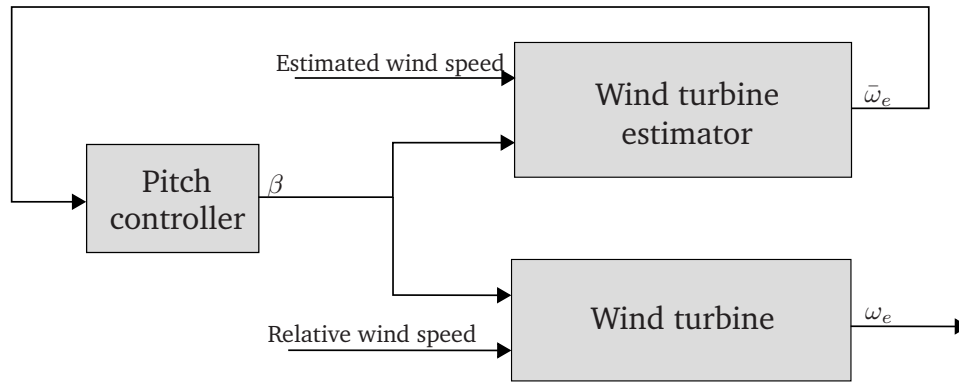 Estimated wind speed
Wind turbine
estimator
ω̄ₑ
Pitch
controller
β
Wind turbine
ωₑ
Relative wind speed